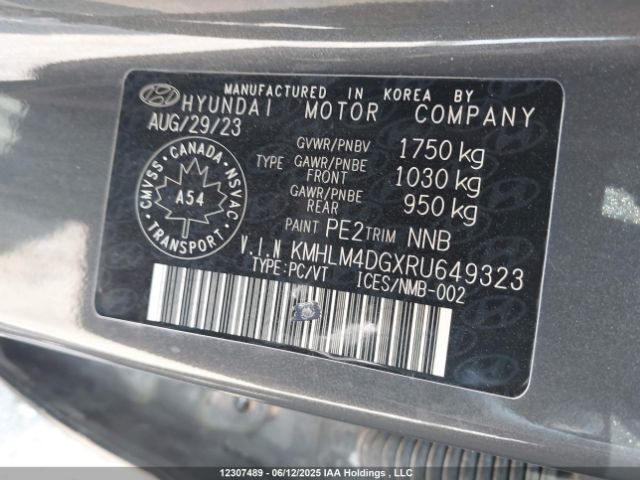 MANUFACTURED IN KOREA BY
HYUNDAI MOTOR COMPANY
AUG/29/23
GVWR/PNBV 1750 kg
TYPE GAWR/PNBE FRONT 1030 kg
GAWR/PNBE REAR 950 kg
CMVSS · CANADA · NSVAC
A54
TRANSPORT
PAINT PE2 TRIM NNB
V.I.N KMHLM4DGXRU649323
TYPE:PC/VT ICES/NMB-002
12307489 - 06/12/2025 IAA Holdings , LLC